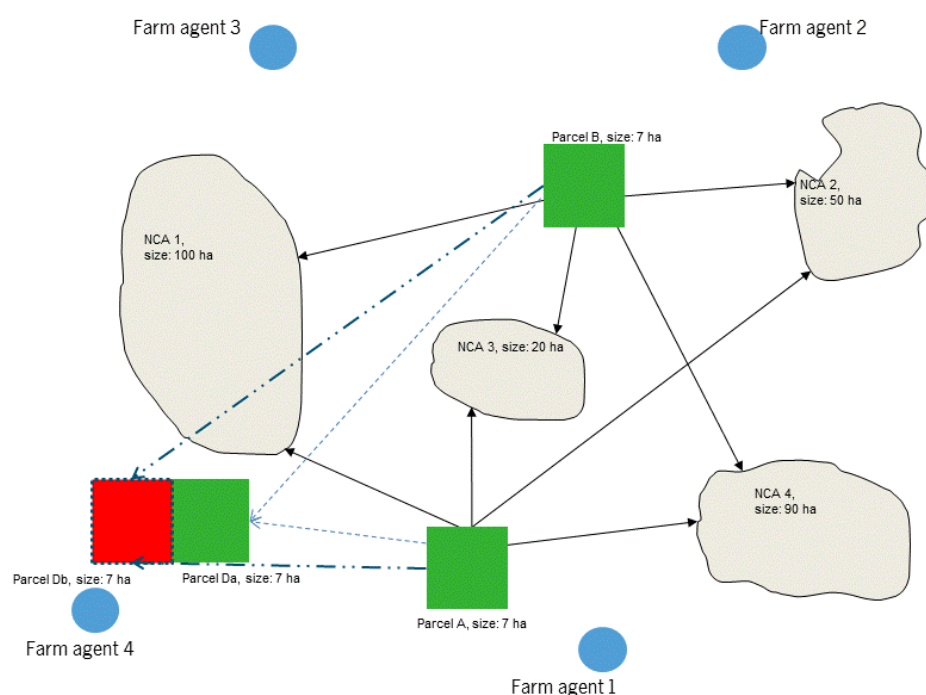 Farm agent 3
Farm agent 2
Parcel B, size: 7 ha
NCA 2,
size: 50 ha
NCA 1,
size: 100 ha
NCA 3, size: 20 ha
NCA 4,
size: 90 ha
Parcel Db, size: 7 ha
Parcel Da, size: 7 ha
Parcel A, size: 7 ha
Farm agent 4
Farm agent 1